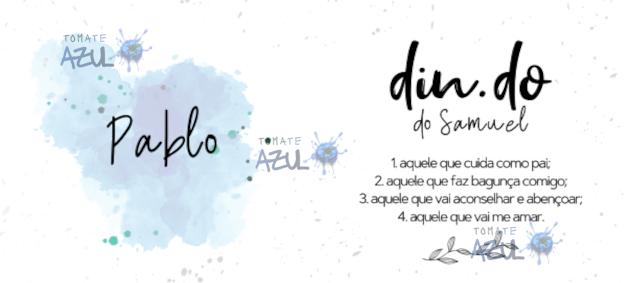 TOMATE
AZUL
Pablo
TOMATE
AZUL
din.do
do Samuel
1. aquele que cuida como pai;
2. aquele que faz bagunça comigo;
3. aquele que vai aconselhar e abençoar;
4. aquele que vai me amar.
TOMATE
AZUL